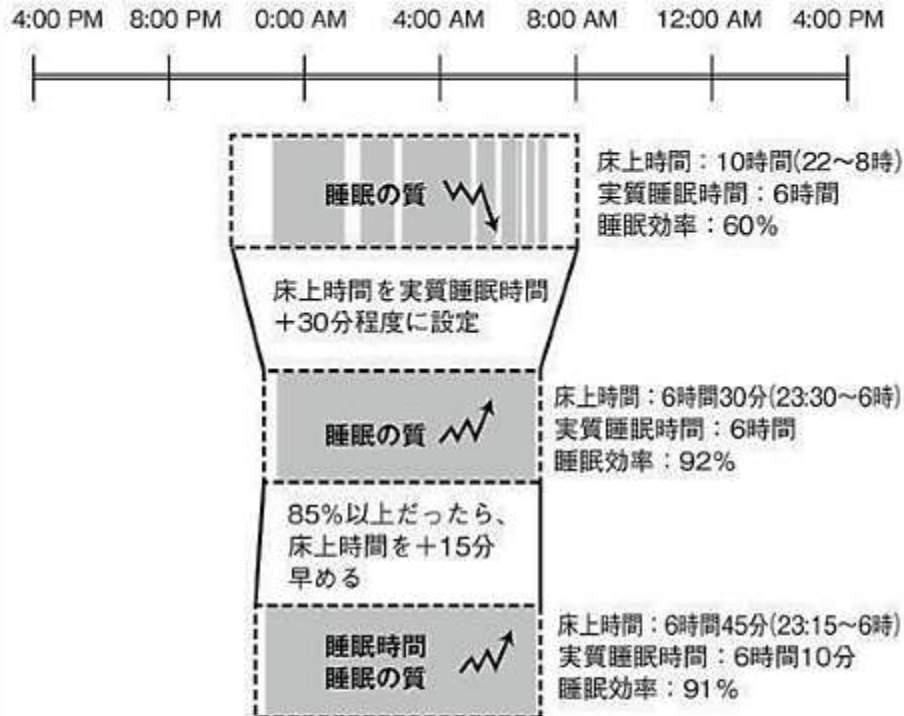 4:00 PM 8:00 PM 0:00 AM 4:00 AM 8:00 AM 12:00 AM 4:00 PM
睡眠の質
床上時間：10時間(22～8時)
実質睡眠時間：6時間
睡眠効率：60%
床上時間を実質睡眠時間
+30分程度に設定
睡眠の質
床上時間：6時間30分(23:30～6時)
実質睡眠時間：6時間
睡眠効率：92%
85%以上だったら、
床上時間を+15分
早める
睡眠時間
睡眠の質
床上時間：6時間45分(23:15～6時)
実質睡眠時間：6時間10分
睡眠効率：91%